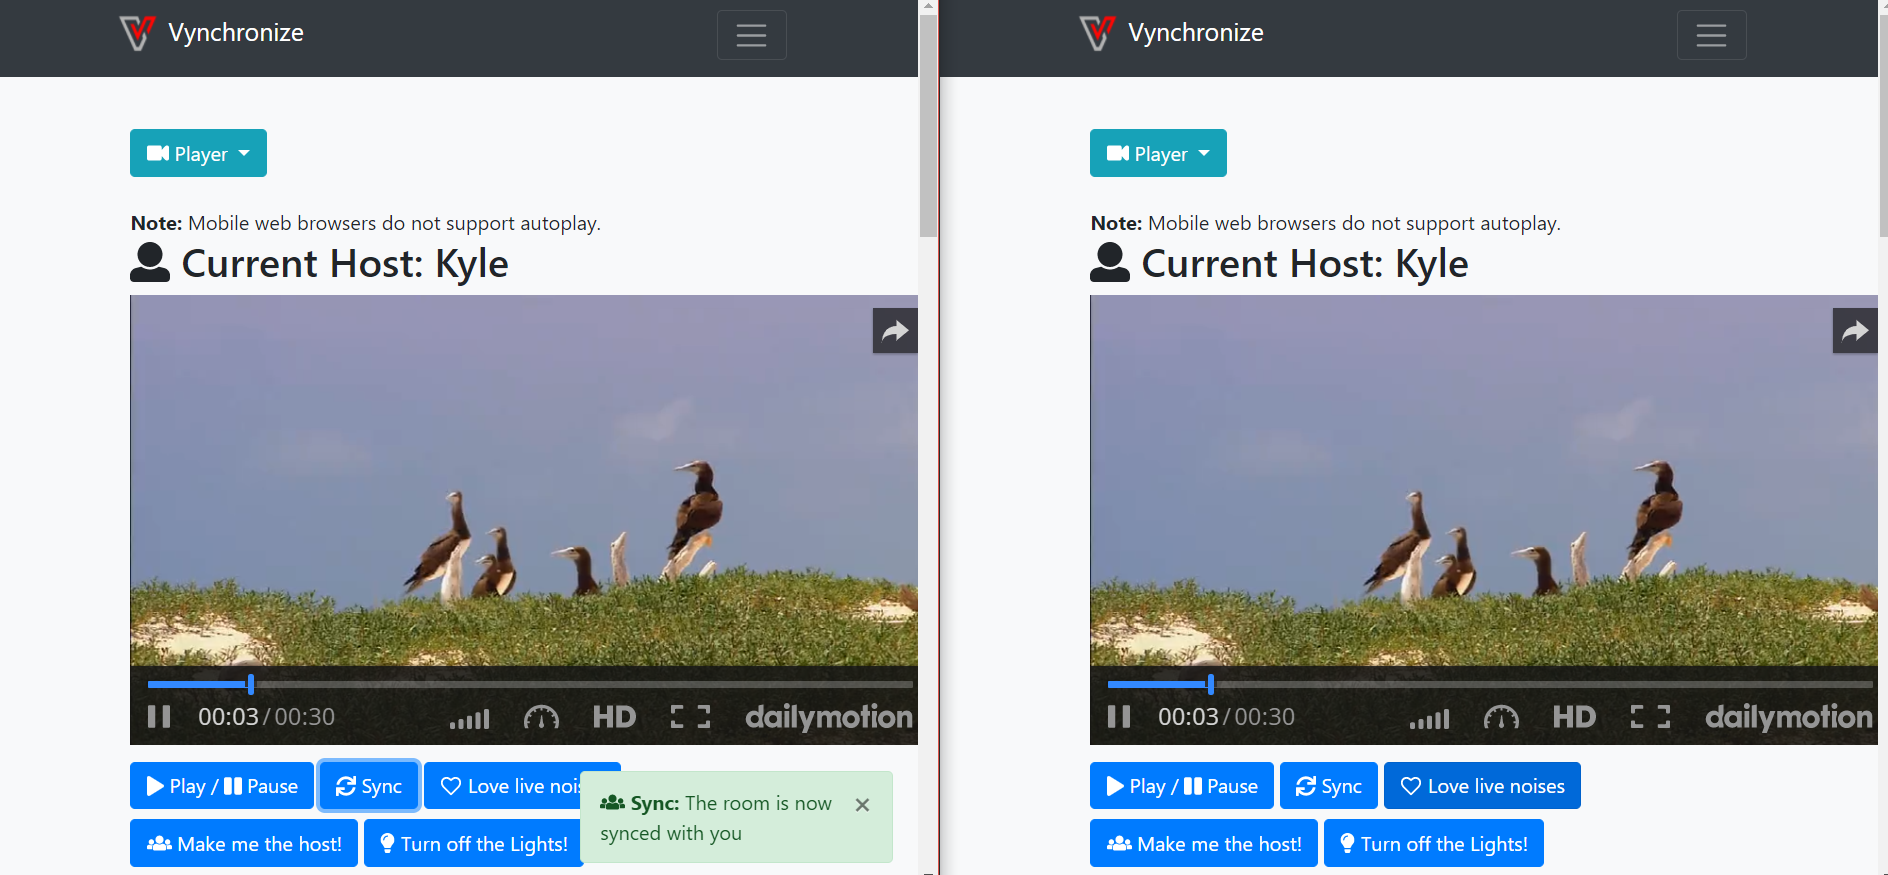 Vynchronize
Player
Note: Mobile web browsers do not support autoplay.
Current Host: Kyle
00:03/00:30
HD
dailymotion
Play / Pause
Sync
Love live nois
Sync: The room is now
synced with you
Make me the host!
Turn off the Lights!
Vynchronize
Player
Note: Mobile web browsers do not support autoplay.
Current Host: Kyle
00:03/00:30
HD
dailymotion
Play / Pause
Sync
Love live noises
Make me the host!
Turn off the Lights!